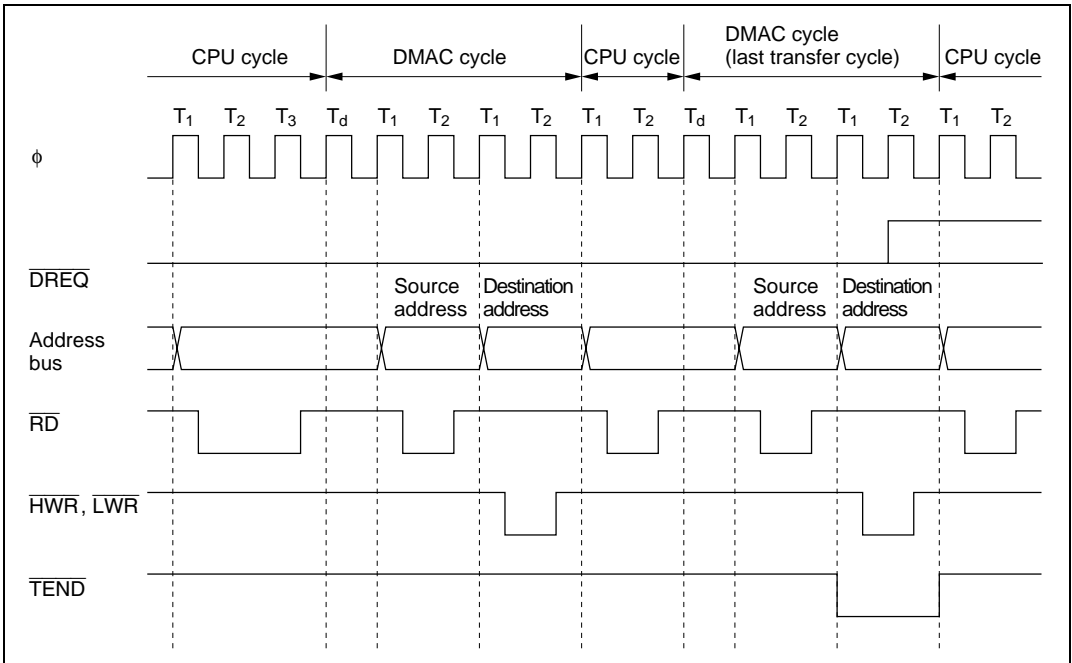 DMAC cycle
CPU cycle DMAC cycle CPU cycle (last transfer cycle) CPU cycle
T1 T2 T3 Td T1 T2 T1 T2 T1 T2 Td T1 T2 T1 T2 T1 T2
φ
DREQ
Source Destination Source Destination
address address address address
Address
bus
RD
HWR, LWR
TEND